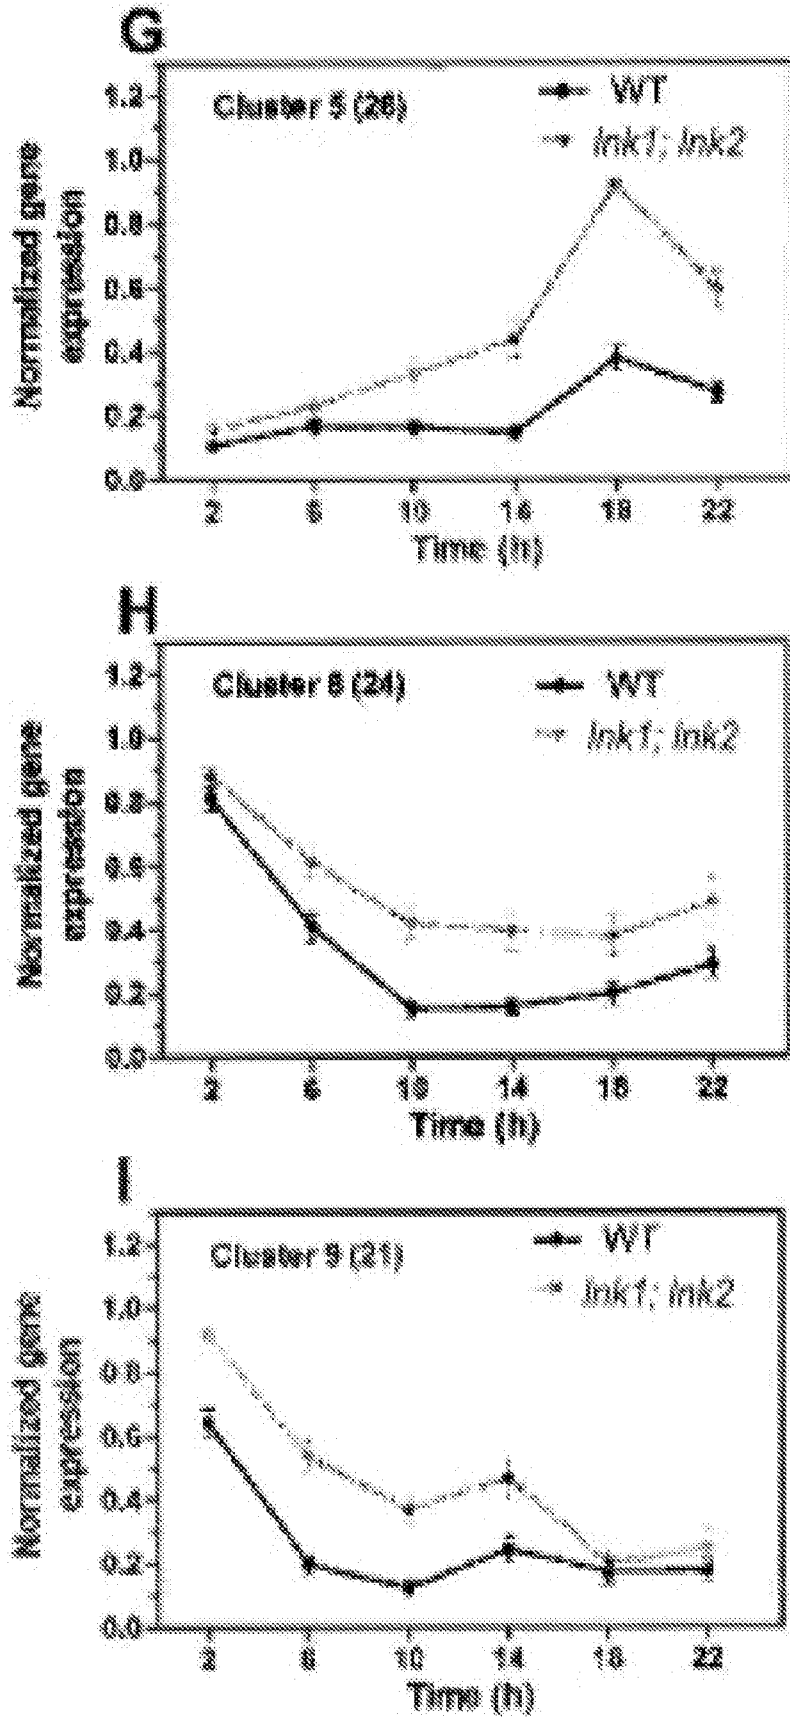 G
Cluster 5 (26)
WT
lnk1; lnk2
Normalized gene
expression
1.2
1.0
0.8
0.6
0.4
0.2
0.0
2 6 10 14 18 22
Time (h)
H
Cluster 8 (24)
WT
lnk1; lnk2
Normalized gene
expression
1.2
1.0
0.8
0.6
0.4
0.2
0.0
2 6 10 14 18 22
Time (h)
I
Cluster 9 (21)
WT
lnk1; lnk2
Normalized gene
expression
1.2
1.0
0.8
0.6
0.4
0.2
0.0
2 6 10 14 18 22
Time (h)